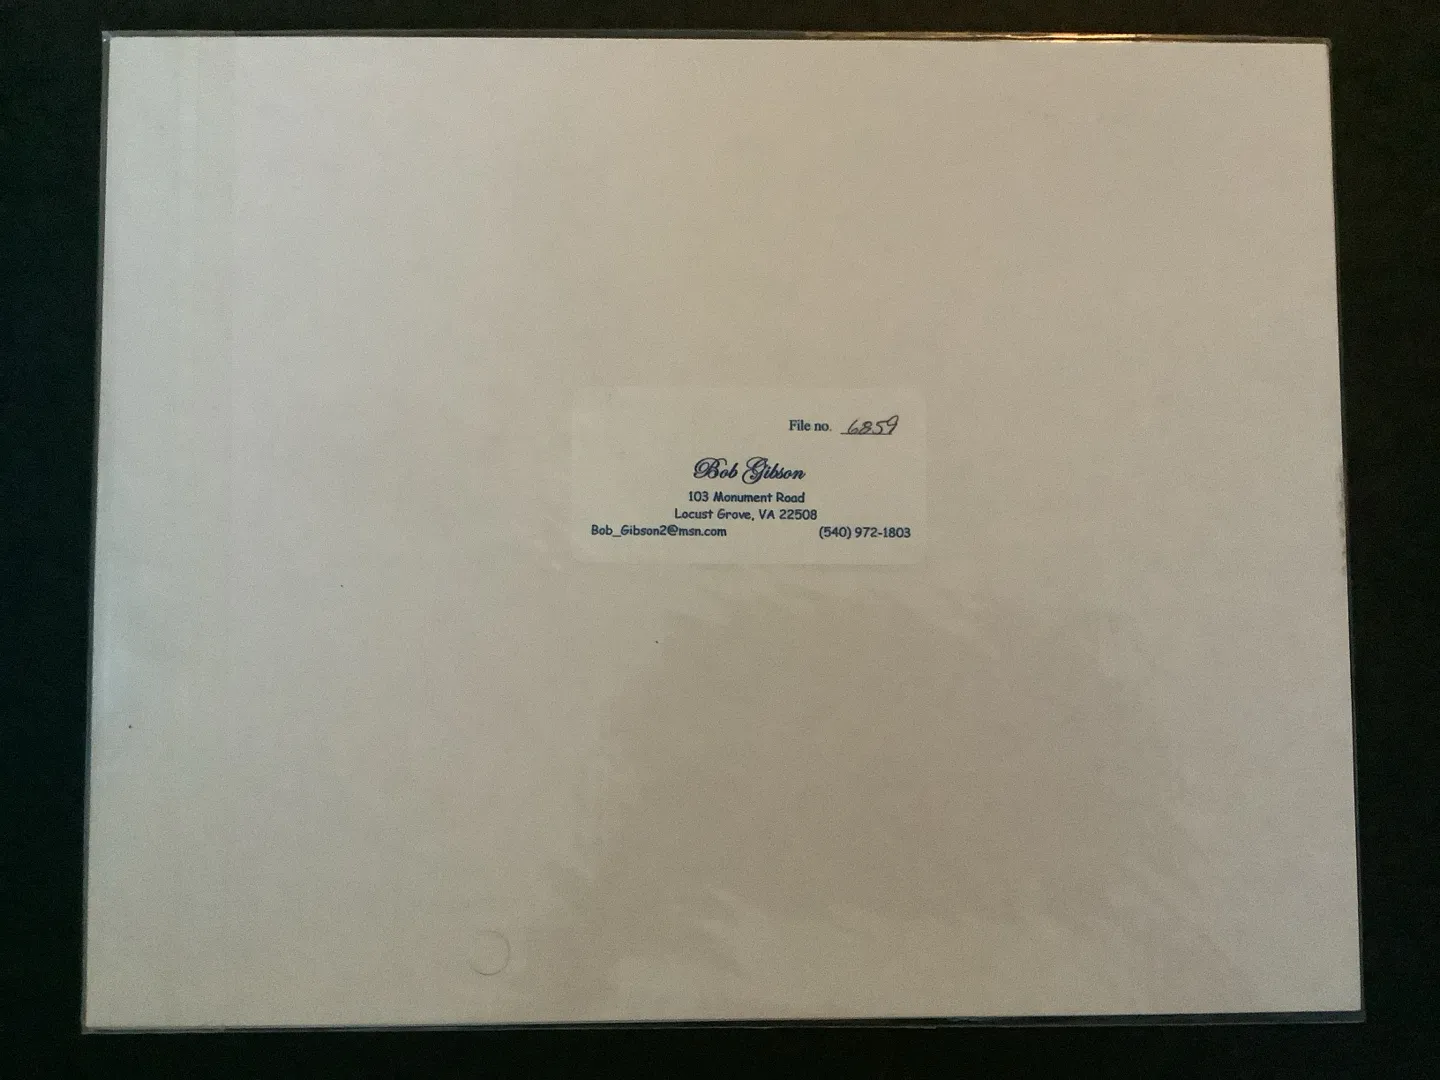 File no. 6859
Bob Gibson
103 Monument Road
Locust Grove, VA 22508
Bob_Gibson2@msn.com (540) 972-1803